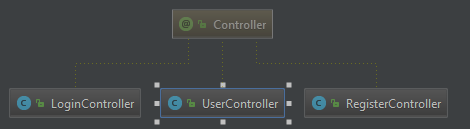 @ Controller
C LoginController
C UserController
C RegisterController